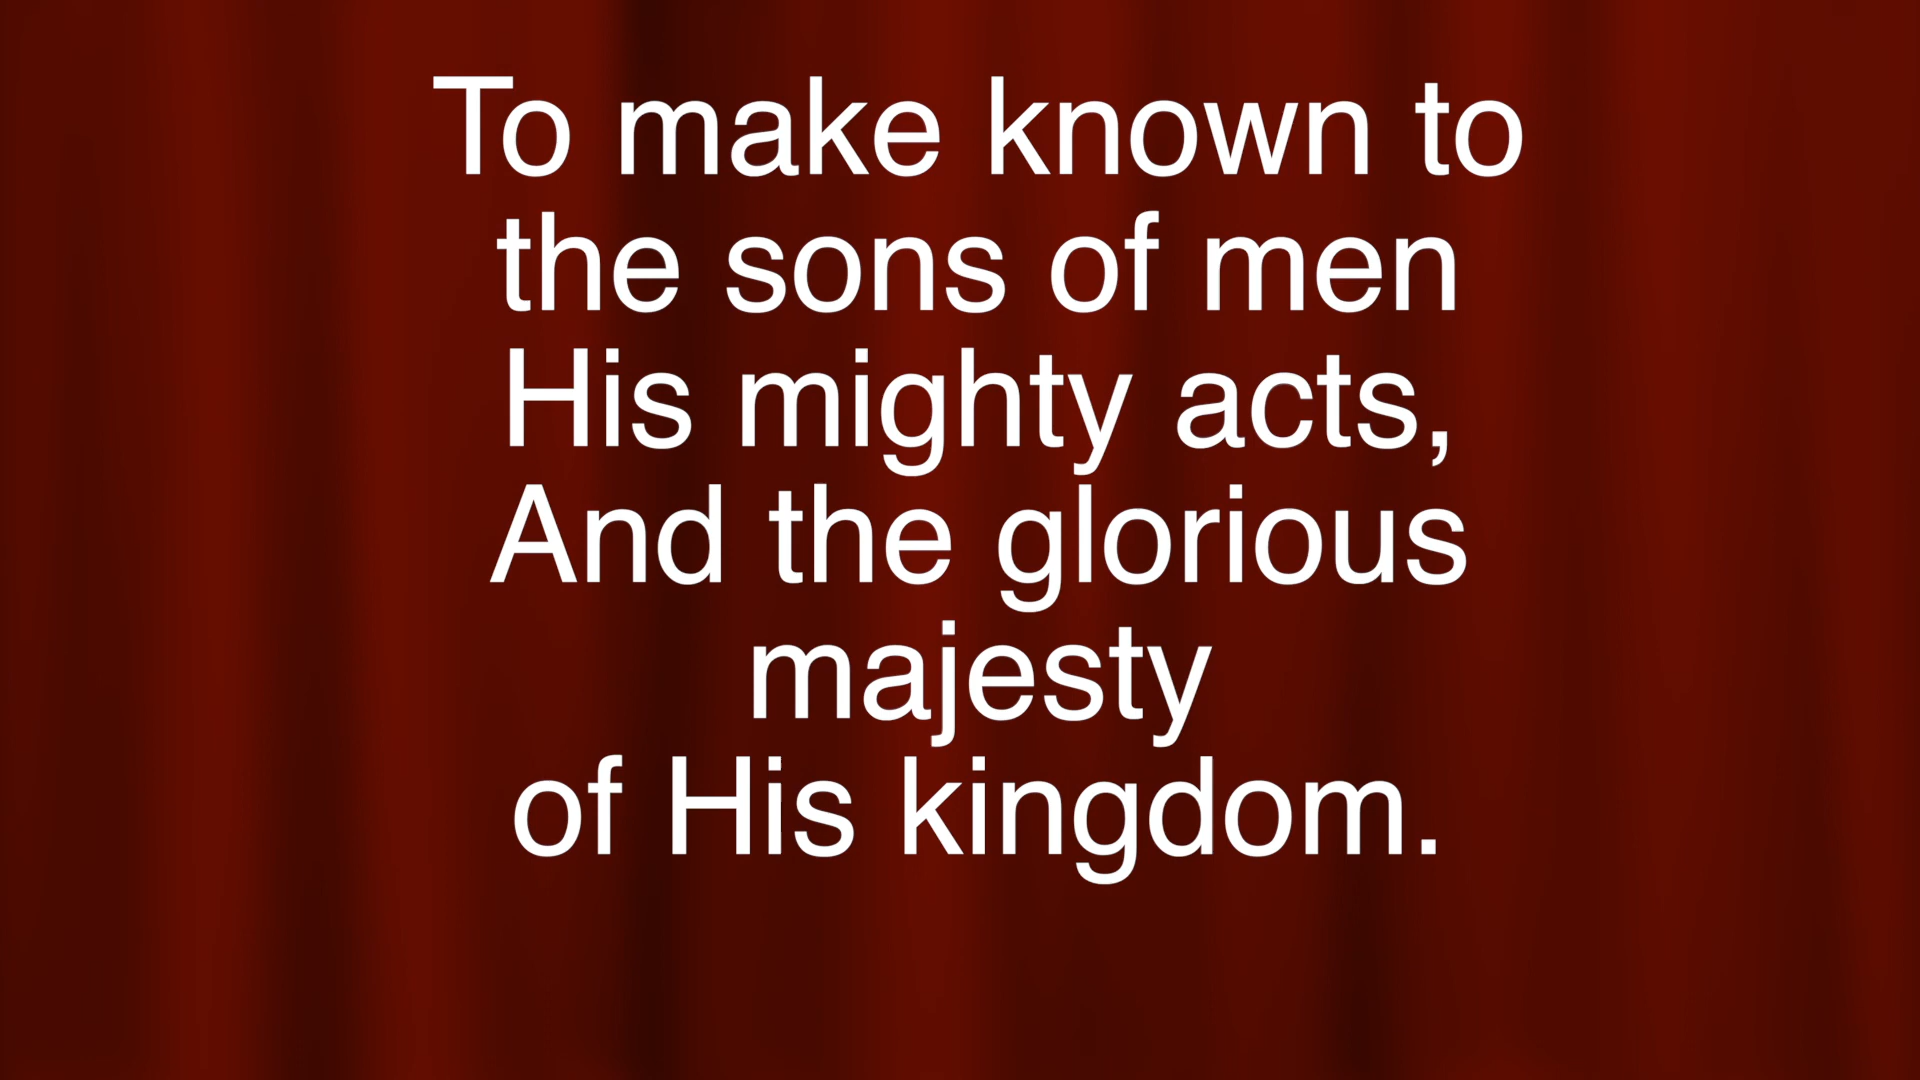 To make known to
the sons of men
His mighty acts,
And the glorious
majesty
of His kingdom.